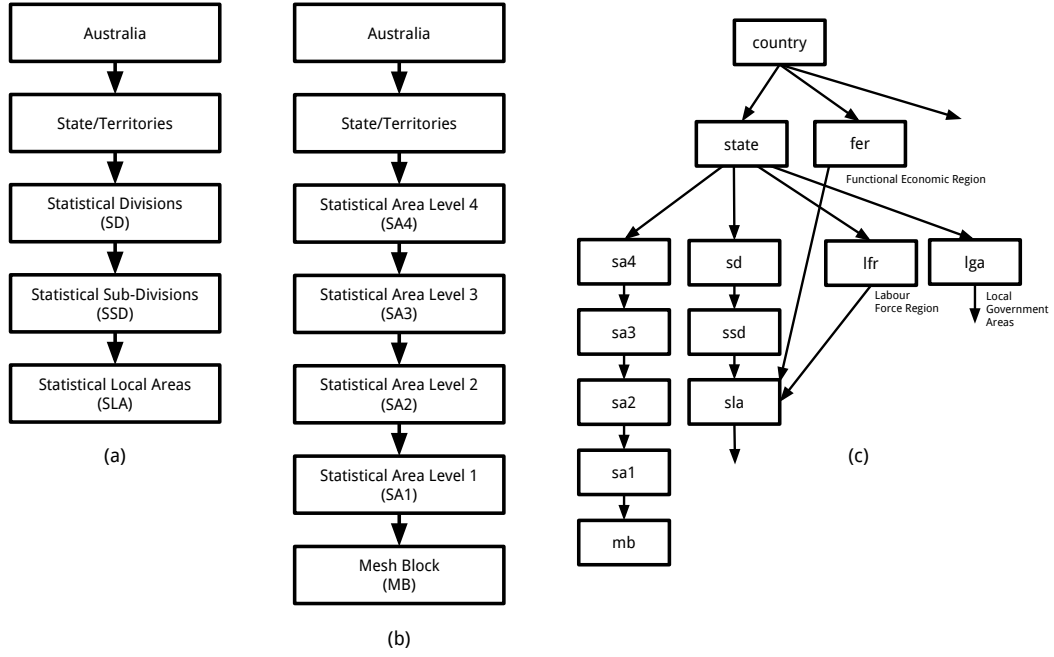 Australia
State/Territories
Statistical Divisions
(SD)
Statistical Sub-Divisions
(SSD)
Statistical Local Areas
(SLA)
(a)
Australia
State/Territories
Statistical Area Level 4
(SA4)
Statistical Area Level 3
(SA3)
Statistical Area Level 2
(SA2)
Statistical Area Level 1
(SA1)
Mesh Block
(MB)
(b)
country
state
fer
Functional Economic Region
sa4
sd
lfr
lga
Labour
Force Region
Local
Government
Areas
sa3
ssd
sa2
sla
sa1
mb
(c)